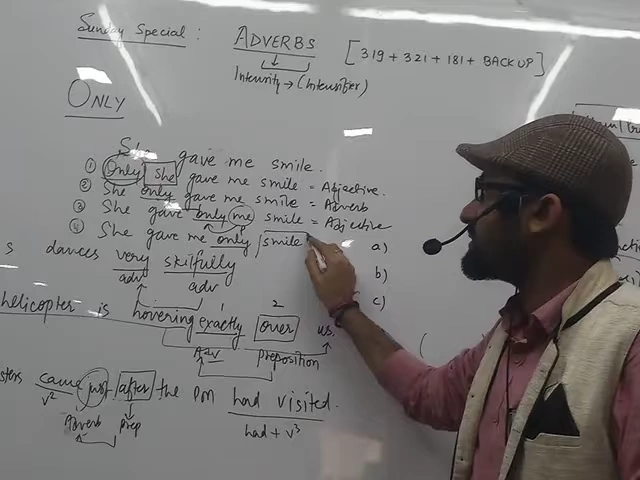 Sunday Special : ADVERBS [ 319 + 321 + 181 + BACK UP ]
Intensity → (Intensifier)
ONLY
She gave me smile.
① Only She gave me smile = Adjective.
② She only gave me smile = Adverb
③ She gave only me smile = Adjective
④ She gave me only smile
a)
s dances very skilfully
adv adv
b)
c)
helicopter is hovering exactly over us.
1 2
Adv preposition
came just after the PM had visited.
V² Adverb prep had + V³